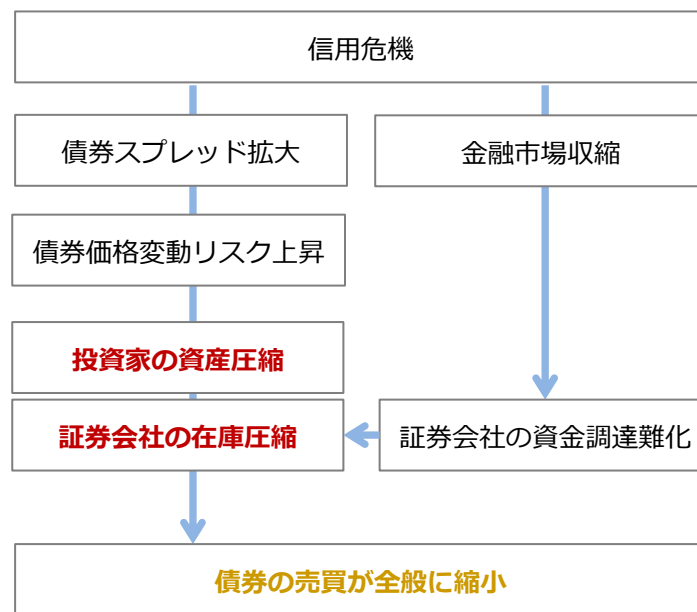 信用危機
債券スプレッド拡大
金融市場収縮
債券価格変動リスク上昇
投資家の資産圧縮
証券会社の在庫圧縮
証券会社の資金調達難化
債券の売買が全般に縮小